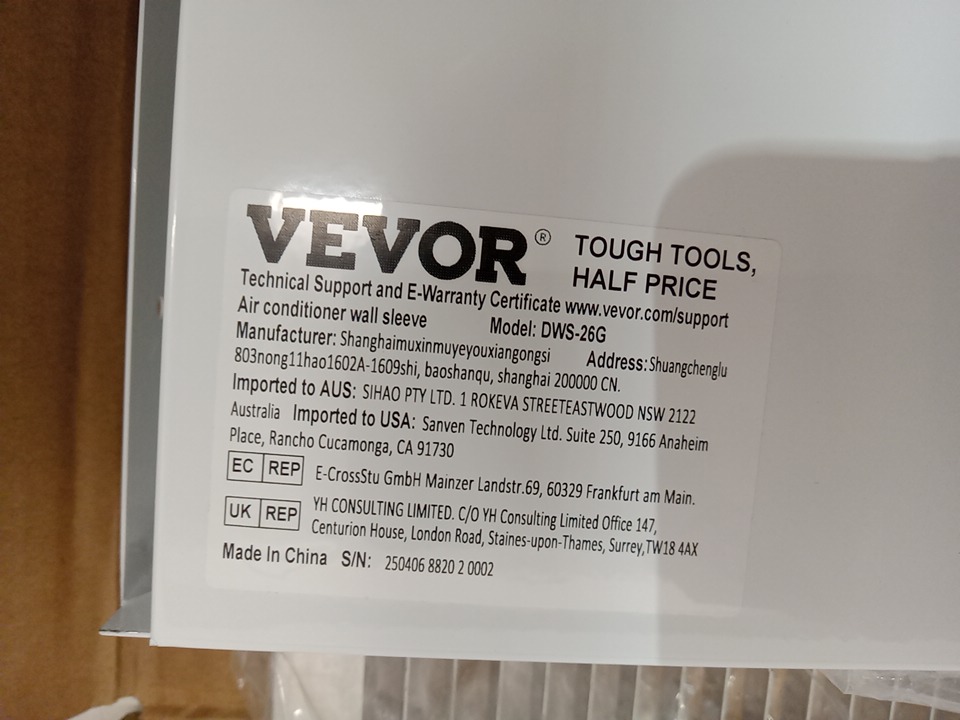 VEVOR® TOUGH TOOLS,
HALF PRICE
Technical Support and E-Warranty Certificate www.vevor.com/support
Air conditioner wall sleeve Model: DWS-26G
Manufacturer: Shanghaimuxinmuyeyouxiangongsi Address: Shuangchenglu
803nong11hao1602A-1609shi, baoshanqu, shanghai 200000 CN.
Imported to AUS: SIHAO PTY LTD. 1 ROKEVA STREETEASTWOOD NSW 2122
Australia Imported to USA: Sanven Technology Ltd. Suite 250, 9166 Anaheim
Place, Rancho Cucamonga, CA 91730
EC REP E-CrossStu GmbH Mainzer Landstr.69, 60329 Frankfurt am Main.
UK REP YH CONSULTING LIMITED. C/O YH Consulting Limited Office 147,
Centurion House, London Road, Staines-upon-Thames, Surrey,TW18 4AX
Made In China S/N: 250406 8820 2 0002